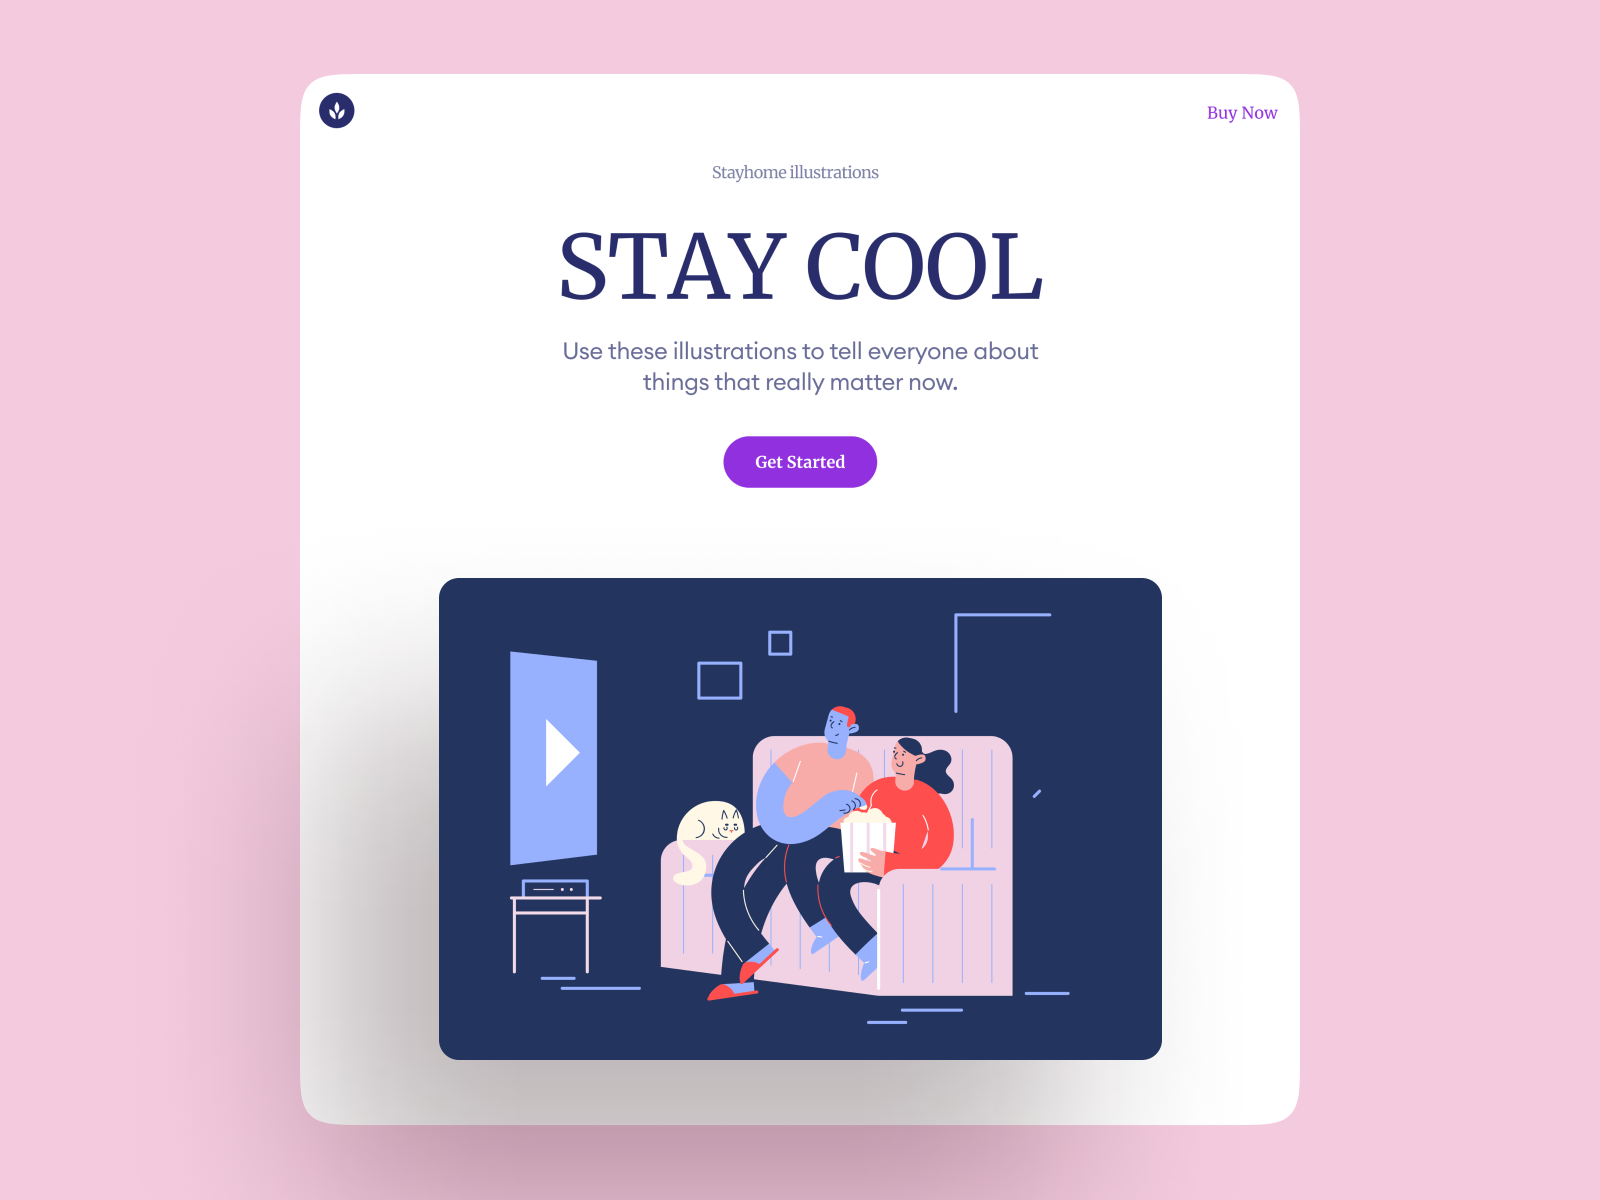 Buy Now
Stayhome illustrations
STAY COOL
Use these illustrations to tell everyone about
things that really matter now.
Get Started